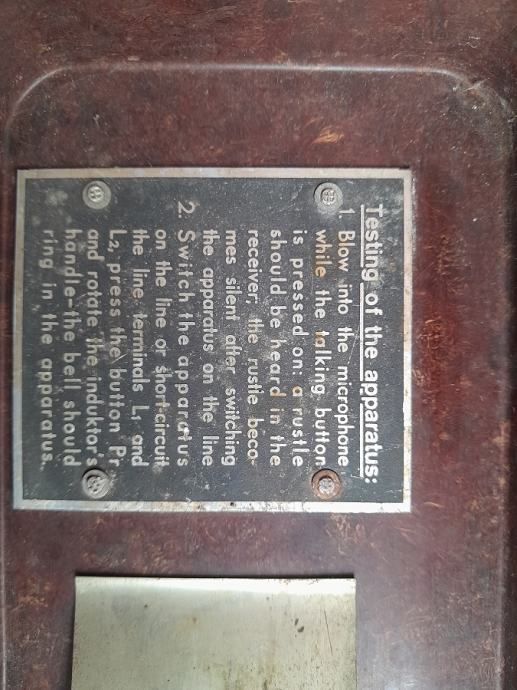 Testing of the apparatus:
1. Blow into the microphone
while the talking button
is pressed on: a rustle
should be heard in the
receiver; the rustle beco-
mes silent after switching
the apparatus on the line
2. Switch the apparatus
on the line or short-circuit
the line terminals L1 and
L2, press the button Pr
and rotate the induktor's
handle-the bell should
ring in the apparatus.